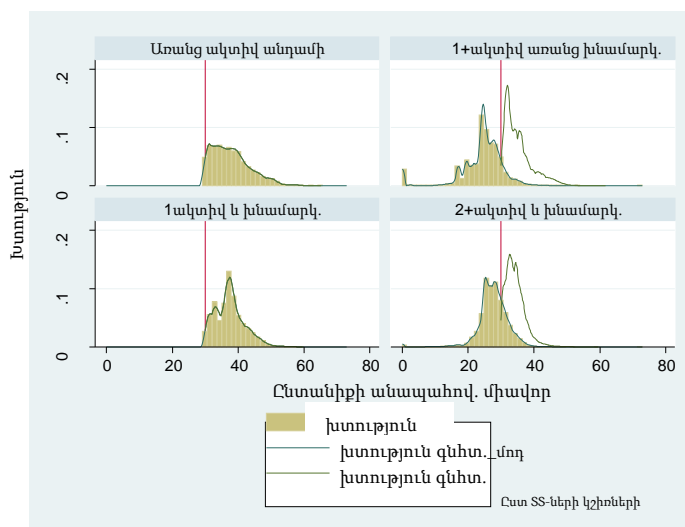 Առանց ակտիվ անդամի
1+ակտիվ առանց խնամարկ.
1ակտիվ և խնամարկ.
2+ակտիվ և խնամարկ.
Խտություն
0
.1
.2
0
.1
.2
0
20
40
60
80
0
20
40
60
80
Ընտանիքի անապահով. միավոր
խտություն
խտություն գնհտ._մոդ
խտություն գնհտ.
Ըստ ՏՏ-ների կշիռների